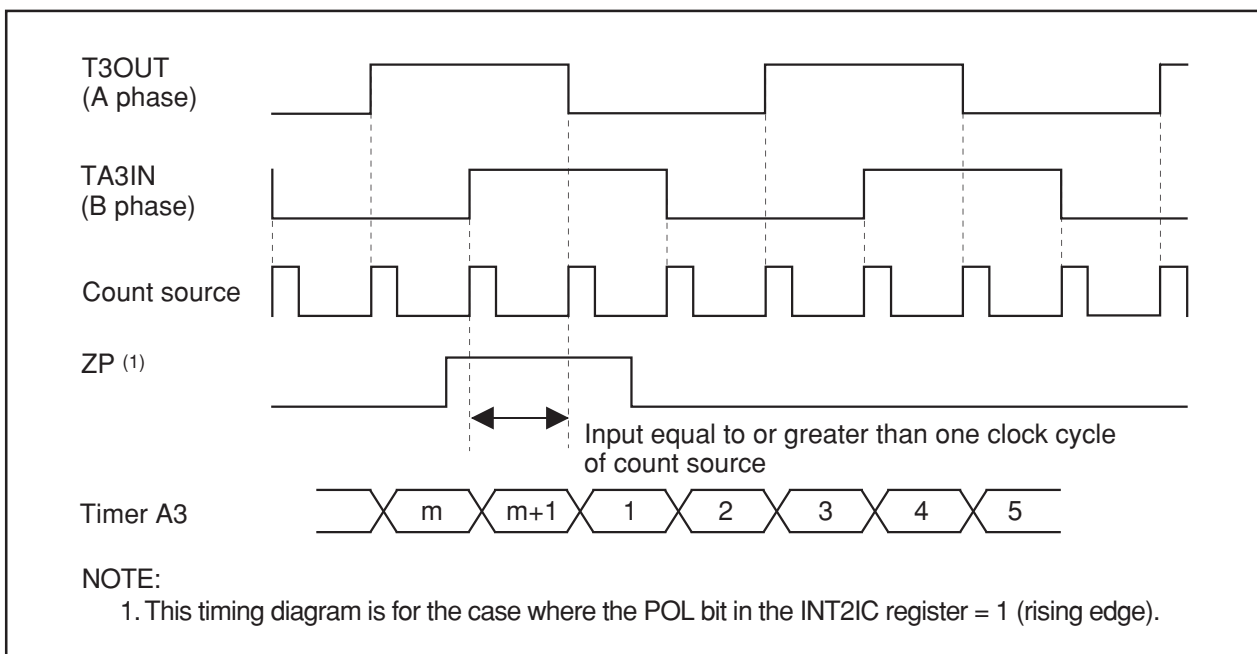 T3OUT
(A phase)
TA3IN
(B phase)
Count source
ZP (1)
Input equal to or greater than one clock cycle
of count source
Timer A3
m
m+1
1
2
3
4
5
NOTE:
1. This timing diagram is for the case where the POL bit in the INT2IC register = 1 (rising edge).